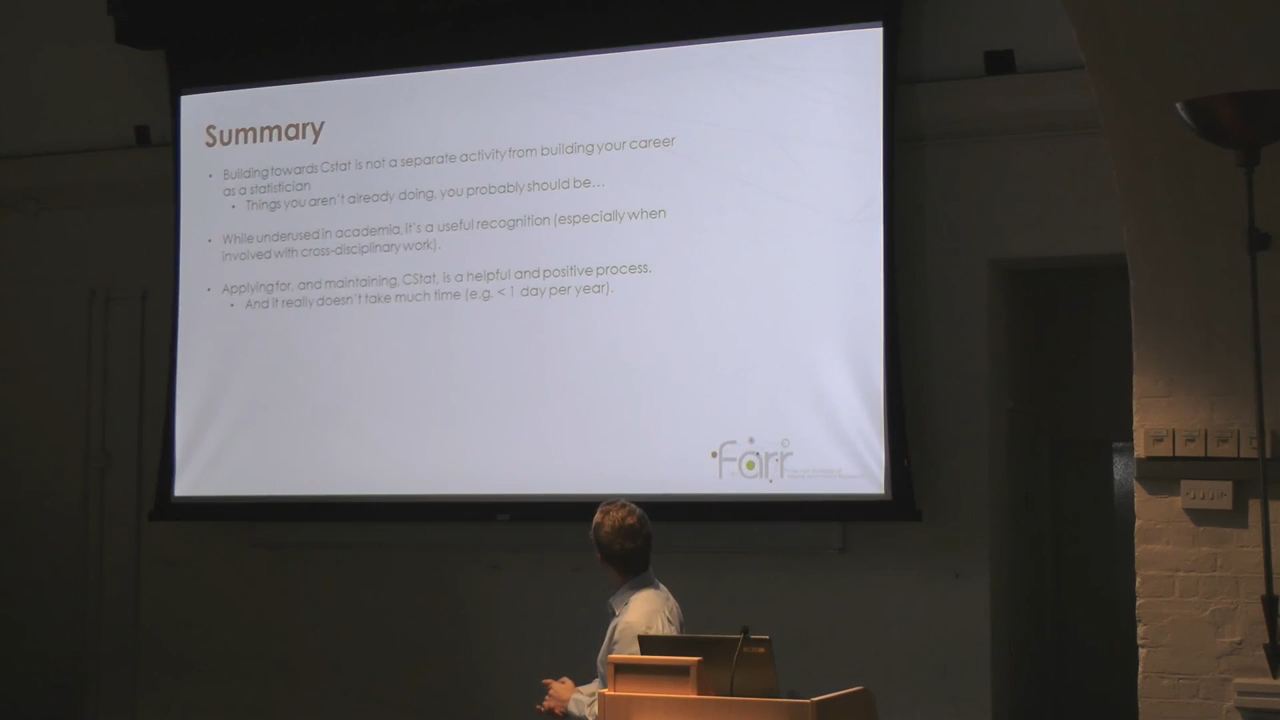 Summary
• Building towards Cstat is not a separate activity from building your career
as a statistician
• Things you aren't already doing, you probably should be…
• While underused in academia, it's a useful recognition (especially when
involved with cross-disciplinary work).
• Applying for, and maintaining, CStat, is a helpful and positive process.
• And it really doesn't take much time (e.g. < 1 day per year).
Farr